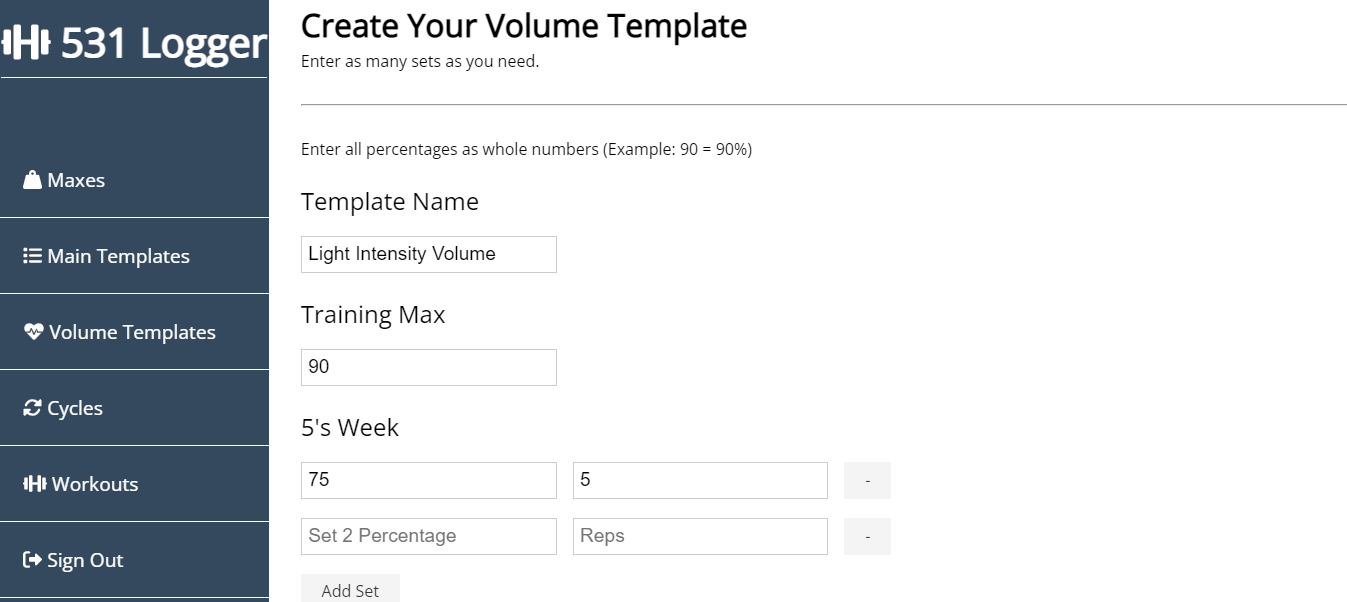 531 Logger
Maxes
Main Templates
Volume Templates
Cycles
Workouts
Sign Out
Create Your Volume Template
Enter as many sets as you need.
Enter all percentages as whole numbers (Example: 90 = 90%)
Template Name
Light Intensity Volume
Training Max
90
5's Week
75 5 -
Set 2 Percentage Reps -
Add Set